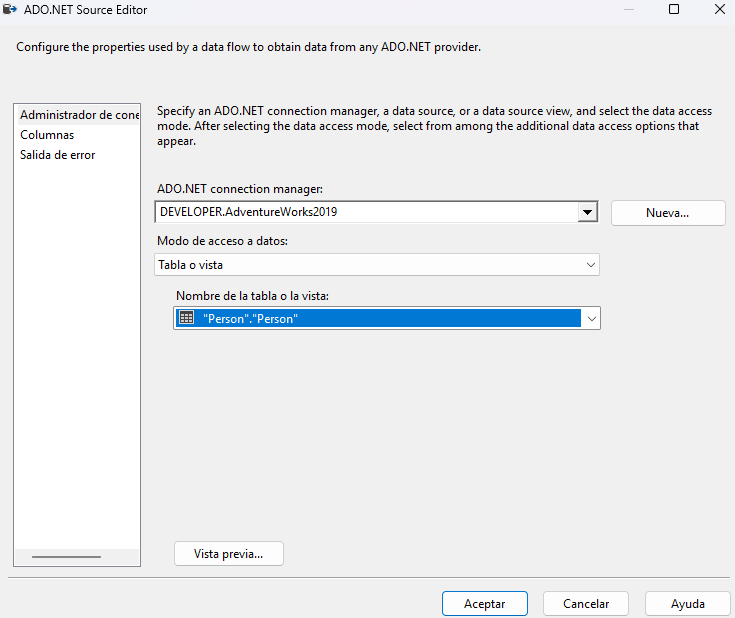 ADO.NET Source Editor
Configure the properties used by a data flow to obtain data from any ADO.NET provider.
Administrador de cone
Columnas
Salida de error
Specify an ADO.NET connection manager, a data source, or a data source view, and select the data access
mode. After selecting the data access mode, select from among the additional data access options that
appear.
ADO.NET connection manager:
DEVELOPER.AdventureWorks2019
Nueva...
Modo de acceso a datos:
Tabla o vista
Nombre de la tabla o la vista:
"Person"."Person"
Vista previa...
Aceptar
Cancelar
Ayuda